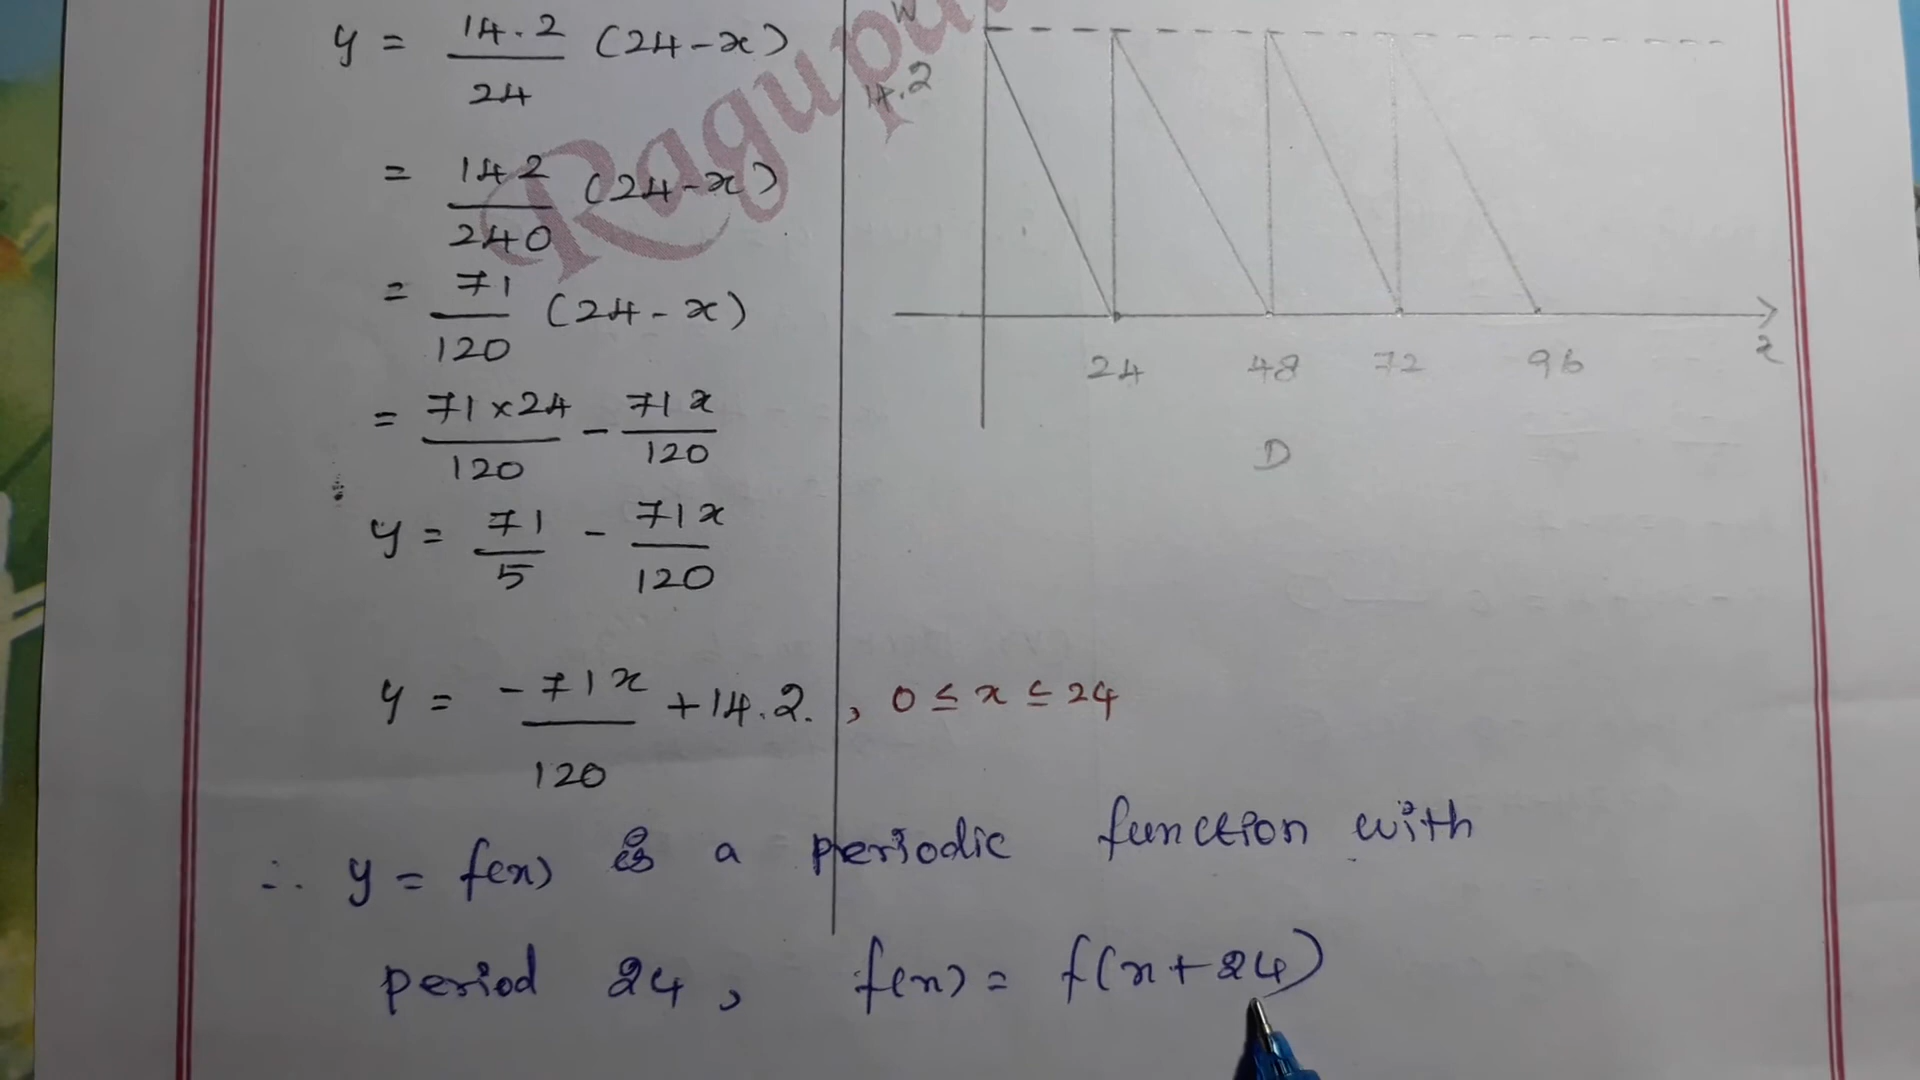 y = 14.2/24 (24-x)
= 142/240 (24-x)
= 71/120 (24-x)
= 71×24/120 - 71x/120
y = 71/5 - 71x/120
y = -71x/120 + 14.2. , 0 ≤ x ≤ 24
∴ y = f(x) is a periodic function with
period 24, f(x) = f(x+24)
W
14.2
24 48 72 96
x
D
Ragupa